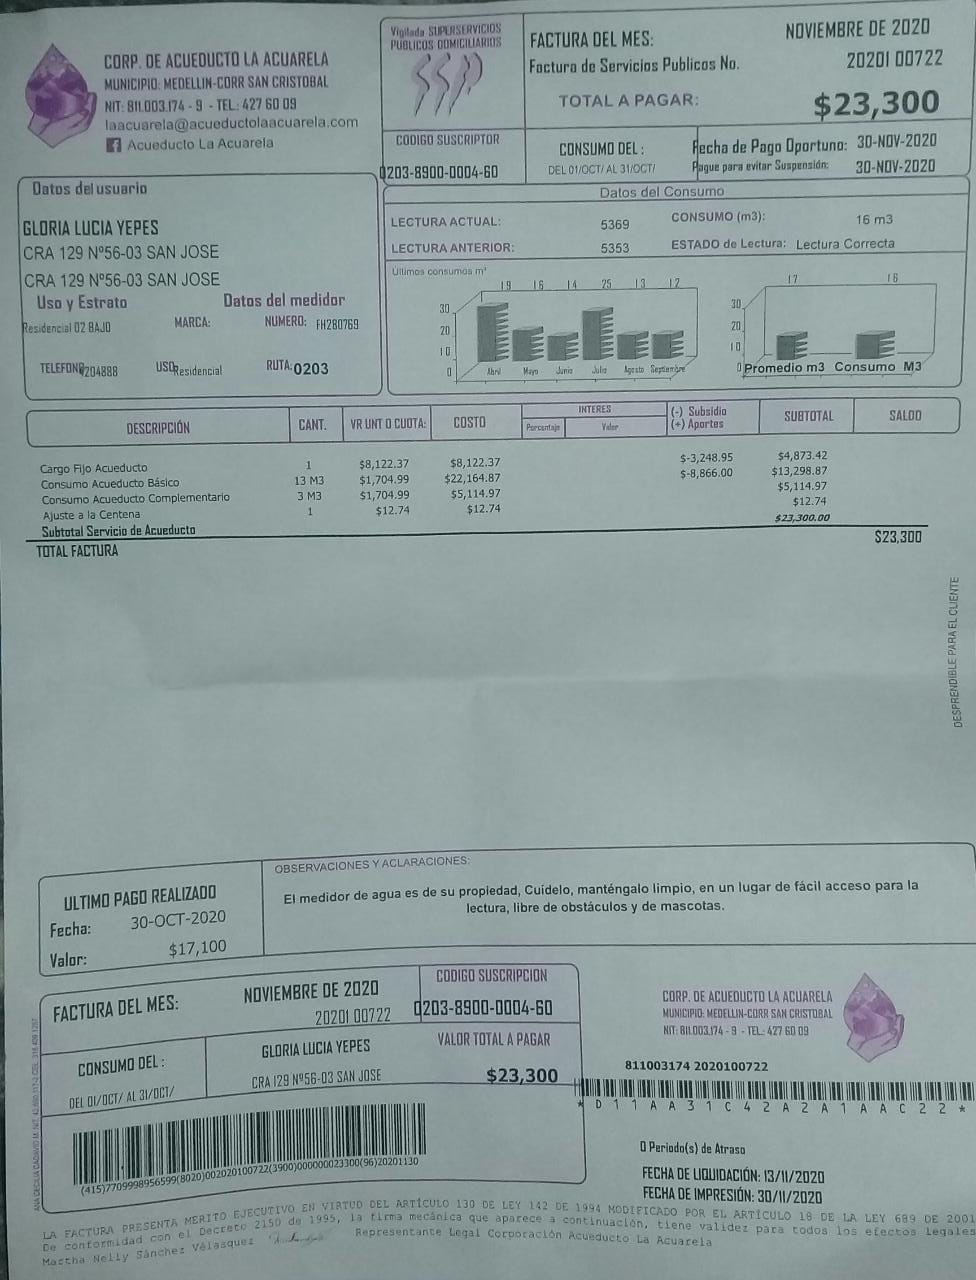 CORP. DE ACUEDUCTO LA ACUARELA
MUNICIPIO: MEDELLIN-CORR SAN CRISTOBAL
NIT: 811.003.174 - 9 - TEL: 427 60 09
laacuarela@acueductolaacuarela.com
Acueducto La Acuarela
Vigilada SUPERSERVICIOS
PUBLICOS DOMICILIARIOS
CODIGO SUSCRIPTOR
0203-8900-0004-60
FACTURA DEL MES: NOVIEMBRE DE 2020
Factura de Servicios Publicos No. 20201 00722
TOTAL A PAGAR: $23,300
CONSUMO DEL :
DEL 01/OCT/ AL 31/OCT/
Fecha de Pago Oportuno: 30-NOV-2020
Pague para evitar Suspensión: 30-NOV-2020
Datos del usuario
GLORIA LUCIA YEPES
CRA 129 Nº56-03 SAN JOSE
CRA 129 Nº56-03 SAN JOSE
Uso y Estrato Datos del medidor
Residencial 02 BAJO MARCA: NUMERO: FH280769
TELEFONO 204888 USO Residencial RUTA: 0203
Datos del Consumo
LECTURA ACTUAL: 5369 CONSUMO (m3): 16 m3
LECTURA ANTERIOR: 5353 ESTADO de Lectura: Lectura Correcta
Últimos consumos m³
19 16 14 25 13 12
30
20
10
0
Abril Mayo Junio Julio Agosto Septiembre
17 16
30
20
10
0
Promedio m3 Consumo M3
DESCRIPCIÓN CANT. VR UNT O CUOTA: COSTO INTERES Porcentaje Valor (-) Subsidio (+) Aportes SUBTOTAL SALDO
Cargo Fijo Acueducto 1 $8,122.37 $8,122.37 $-3,248.95 $4,873.42
Consumo Acueducto Básico 13 M3 $1,704.99 $22,164.87 $-8,866.00 $13,298.87
Consumo Acueducto Complementario 3 M3 $1,704.99 $5,114.97 $5,114.97
Ajuste a la Centena 1 $12.74 $12.74 $12.74
Subtotal Servicio de Acueducto $23,300.00
TOTAL FACTURA $23,300
DESPRENDIBLE PARA EL CLIENTE
ULTIMO PAGO REALIZADO
Fecha: 30-OCT-2020
Valor: $17,100
OBSERVACIONES Y ACLARACIONES:
El medidor de agua es de su propiedad, Cuídelo, manténgalo limpio, en un lugar de fácil acceso para la
lectura, libre de obstáculos y de mascotas.
FACTURA DEL MES: NOVIEMBRE DE 2020
20201 00722
CODIGO SUSCRIPCION
0203-8900-0004-60
CONSUMO DEL :
DEL 01/OCT/ AL 31/OCT/
GLORIA LUCIA YEPES
CRA 129 Nº56-03 SAN JOSE
VALOR TOTAL A PAGAR
$23,300
(415)7709998956599(8020)002020100722(3900)000000023300(96)20201130
CORP. DE ACUEDUCTO LA ACUARELA
MUNICIPIO: MEDELLIN-CORR SAN CRISTOBAL
NIT: 811.003.174 - 9 - TEL: 427 60 09
811003174 2020100722
* D 1 1 A A 3 1 C 4 2 A 2 A 1 A A C 2 2 *
0 Periodo(s) de Atraso
FECHA DE LIQUIDACIÓN: 13/11/2020
FECHA DE IMPRESIÓN: 30/11/2020
LA FACTURA PRESENTA MERITO EJECUTIVO EN VIRTUD DEL ARTÍCULO 130 DE LEY 142 DE 1994 MODIFICADO POR EL ARTÍCULO 18 DE LA LEY 689 DE 2001
De conformidad con el Decreto 2150 de 1995, la firma mecánica que aparece a continuación, tiene validez para todos los efectos legales
Martha Nelly Sánchez Velásquez Representante Legal Corporación Acueducto La Acuarela